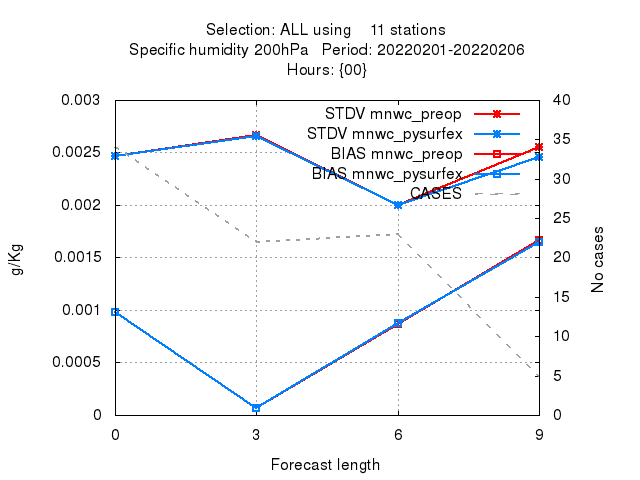 Selection: ALL using    11 stations
Specific humidity 200hPa   Period: 20220201-20220206
Hours: {00}
STDV mnwc_preop
STDV mnwc_pysurfex
BIAS mnwc_preop
BIAS mnwc_pysurfex
CASES
0.003
0.0025
0.002
0.0015
0.001
0.0005
0
40
35
30
25
20
15
10
5
0
g/Kg
No cases
0
3
6
9
Forecast length